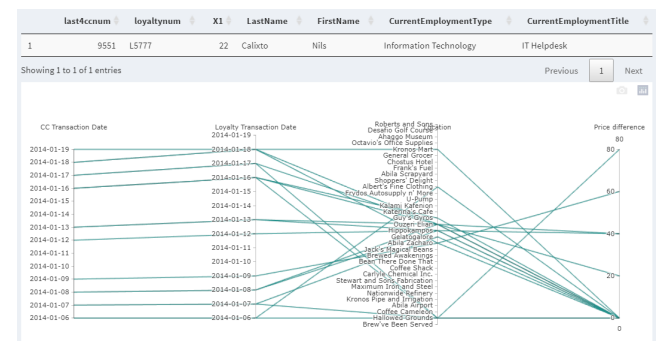 last4ccnum loyaltynum X1 LastName FirstName CurrentEmploymentType CurrentEmploymentTitle
1 9551 L5777 22 Calixto Nils Information Technology IT Helpdesk
Showing 1 to 1 of 1 entries Previous 1 Next
CC Transaction Date
2014-01-19
2014-01-18
2014-01-17
2014-01-16
2014-01-15
2014-01-14
2014-01-13
2014-01-12
2014-01-11
2014-01-10
2014-01-09
2014-01-08
2014-01-07
2014-01-06
Loyalty Transaction Date
2014-01-19
2014-01-18
2014-01-17
2014-01-16
2014-01-15
2014-01-14
2014-01-13
2014-01-12
2014-01-11
2014-01-10
2014-01-09
2014-01-08
2014-01-07
2014-01-06
Roberts and Sons
Desafio Golf Course
Ahaggo Museum
Octavio's Office Supplies
Kronos Mart
General Grocer
Chostus Hotel
Frank's Fuel
Abila Scrapyard
Shoppers' Delight
Albert's Fine Clothing
Frydos Autosupply n' More
U-Pump
Kalami Kafenion
Katerina's Cafe
Guy's Gyros
Ouzeri Elian
Hippokampos
Gelatogalore
Abila Zacharo
Jack's Magical Beans
Brewed Awakenings
Bean There Done That
Coffee Shack
Carlyle Chemical Inc.
Stewart and Sons Fabrication
Maximum Iron and Steel
Nationwide Refinery
Kronos Pipe and Irrigation
Abila Airport
Coffee Cameleon
Hallowed Grounds
Brew've Been Served
Price difference
80
80
60
40
20
0
0